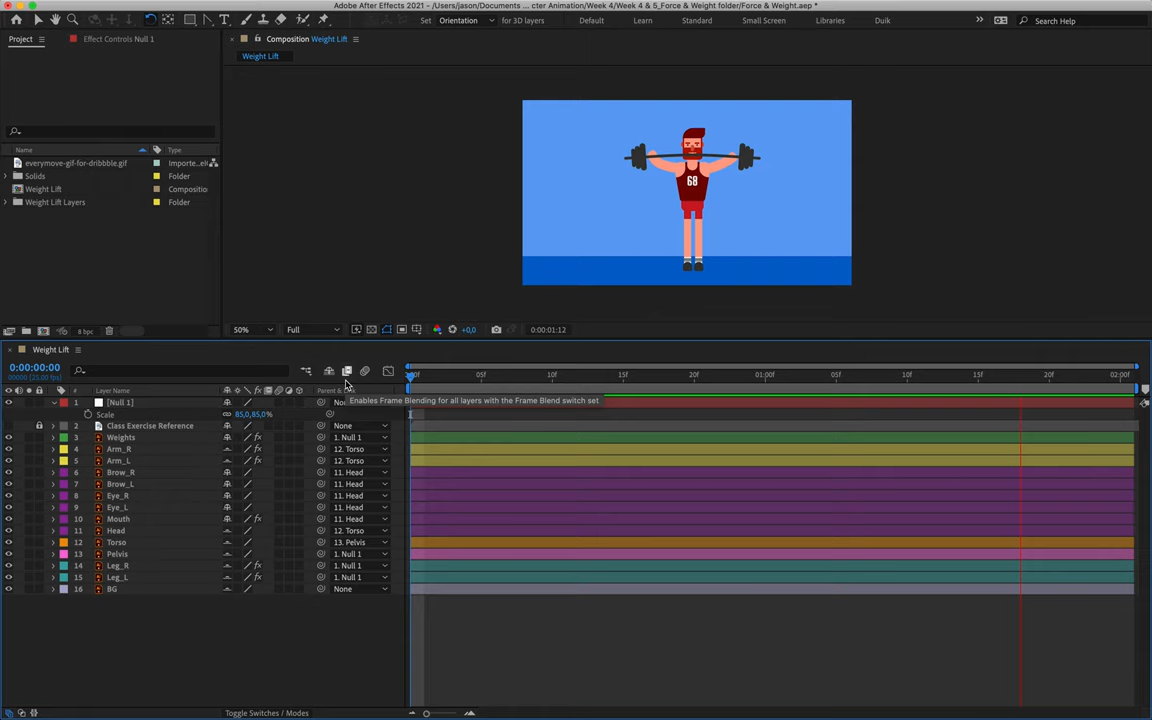 Adobe After Effects 2021 - /Users/jason/Documents ... cter Animation/Week 4/Week 4 & 5_Force & Weight folder/Force & Weight.aep *
Set Orientation for 3D layers Default Learn Standard Small Screen Libraries Duik Search Help
Project Effect Controls Null 1 Composition Weight Lift
Weight Lift
Name Type
everymove-gif-for-dribbble.gif Importe...
Solids Folder
Weight Lift Compositio
Weight Lift Layers Folder
68
8 bpc 50% Full +0,0 0:00:01:12
Weight Lift
0:00:00:00
05f 10f 15f 20f 01:00f 05f 10f 15f 20f 02:00f
# Layer Name fx
Enables Frame Blending for all layers with the Frame Blend switch set
1 [Null 1]
Scale 85,0,85,0%
2 Class Exercise Reference None
3 Weights fx 1. Null 1
4 Arm_R fx 12. Torso
5 Arm_L fx 12. Torso
6 Brow_R 11. Head
7 Brow_L 11. Head
8 Eye_R 11. Head
9 Eye_L 11. Head
10 Mouth fx 11. Head
11 Head 12. Torso
12 Torso 13. Pelvis
13 Pelvis 1. Null 1
14 Leg_R fx 1. Null 1
15 Leg_L fx 1. Null 1
16 BG None
Toggle Switches / Modes